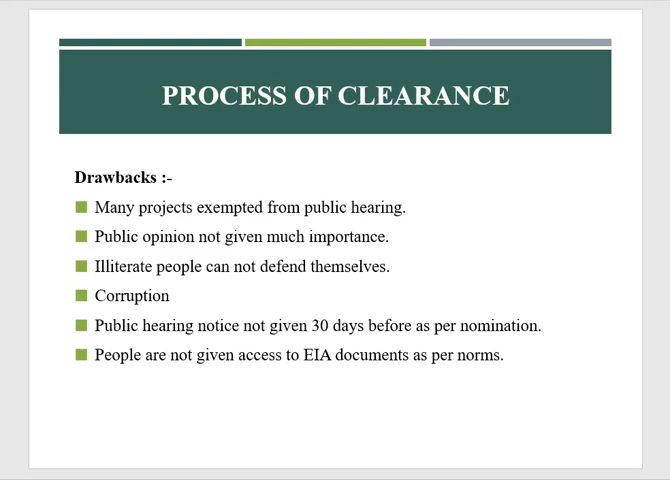 PROCESS OF CLEARANCE
Drawbacks :-
Many projects exempted from public hearing.
Public opinion not given much importance.
Illiterate people can not defend themselves.
Corruption
Public hearing notice not given 30 days before as per nomination.
People are not given access to EIA documents as per norms.